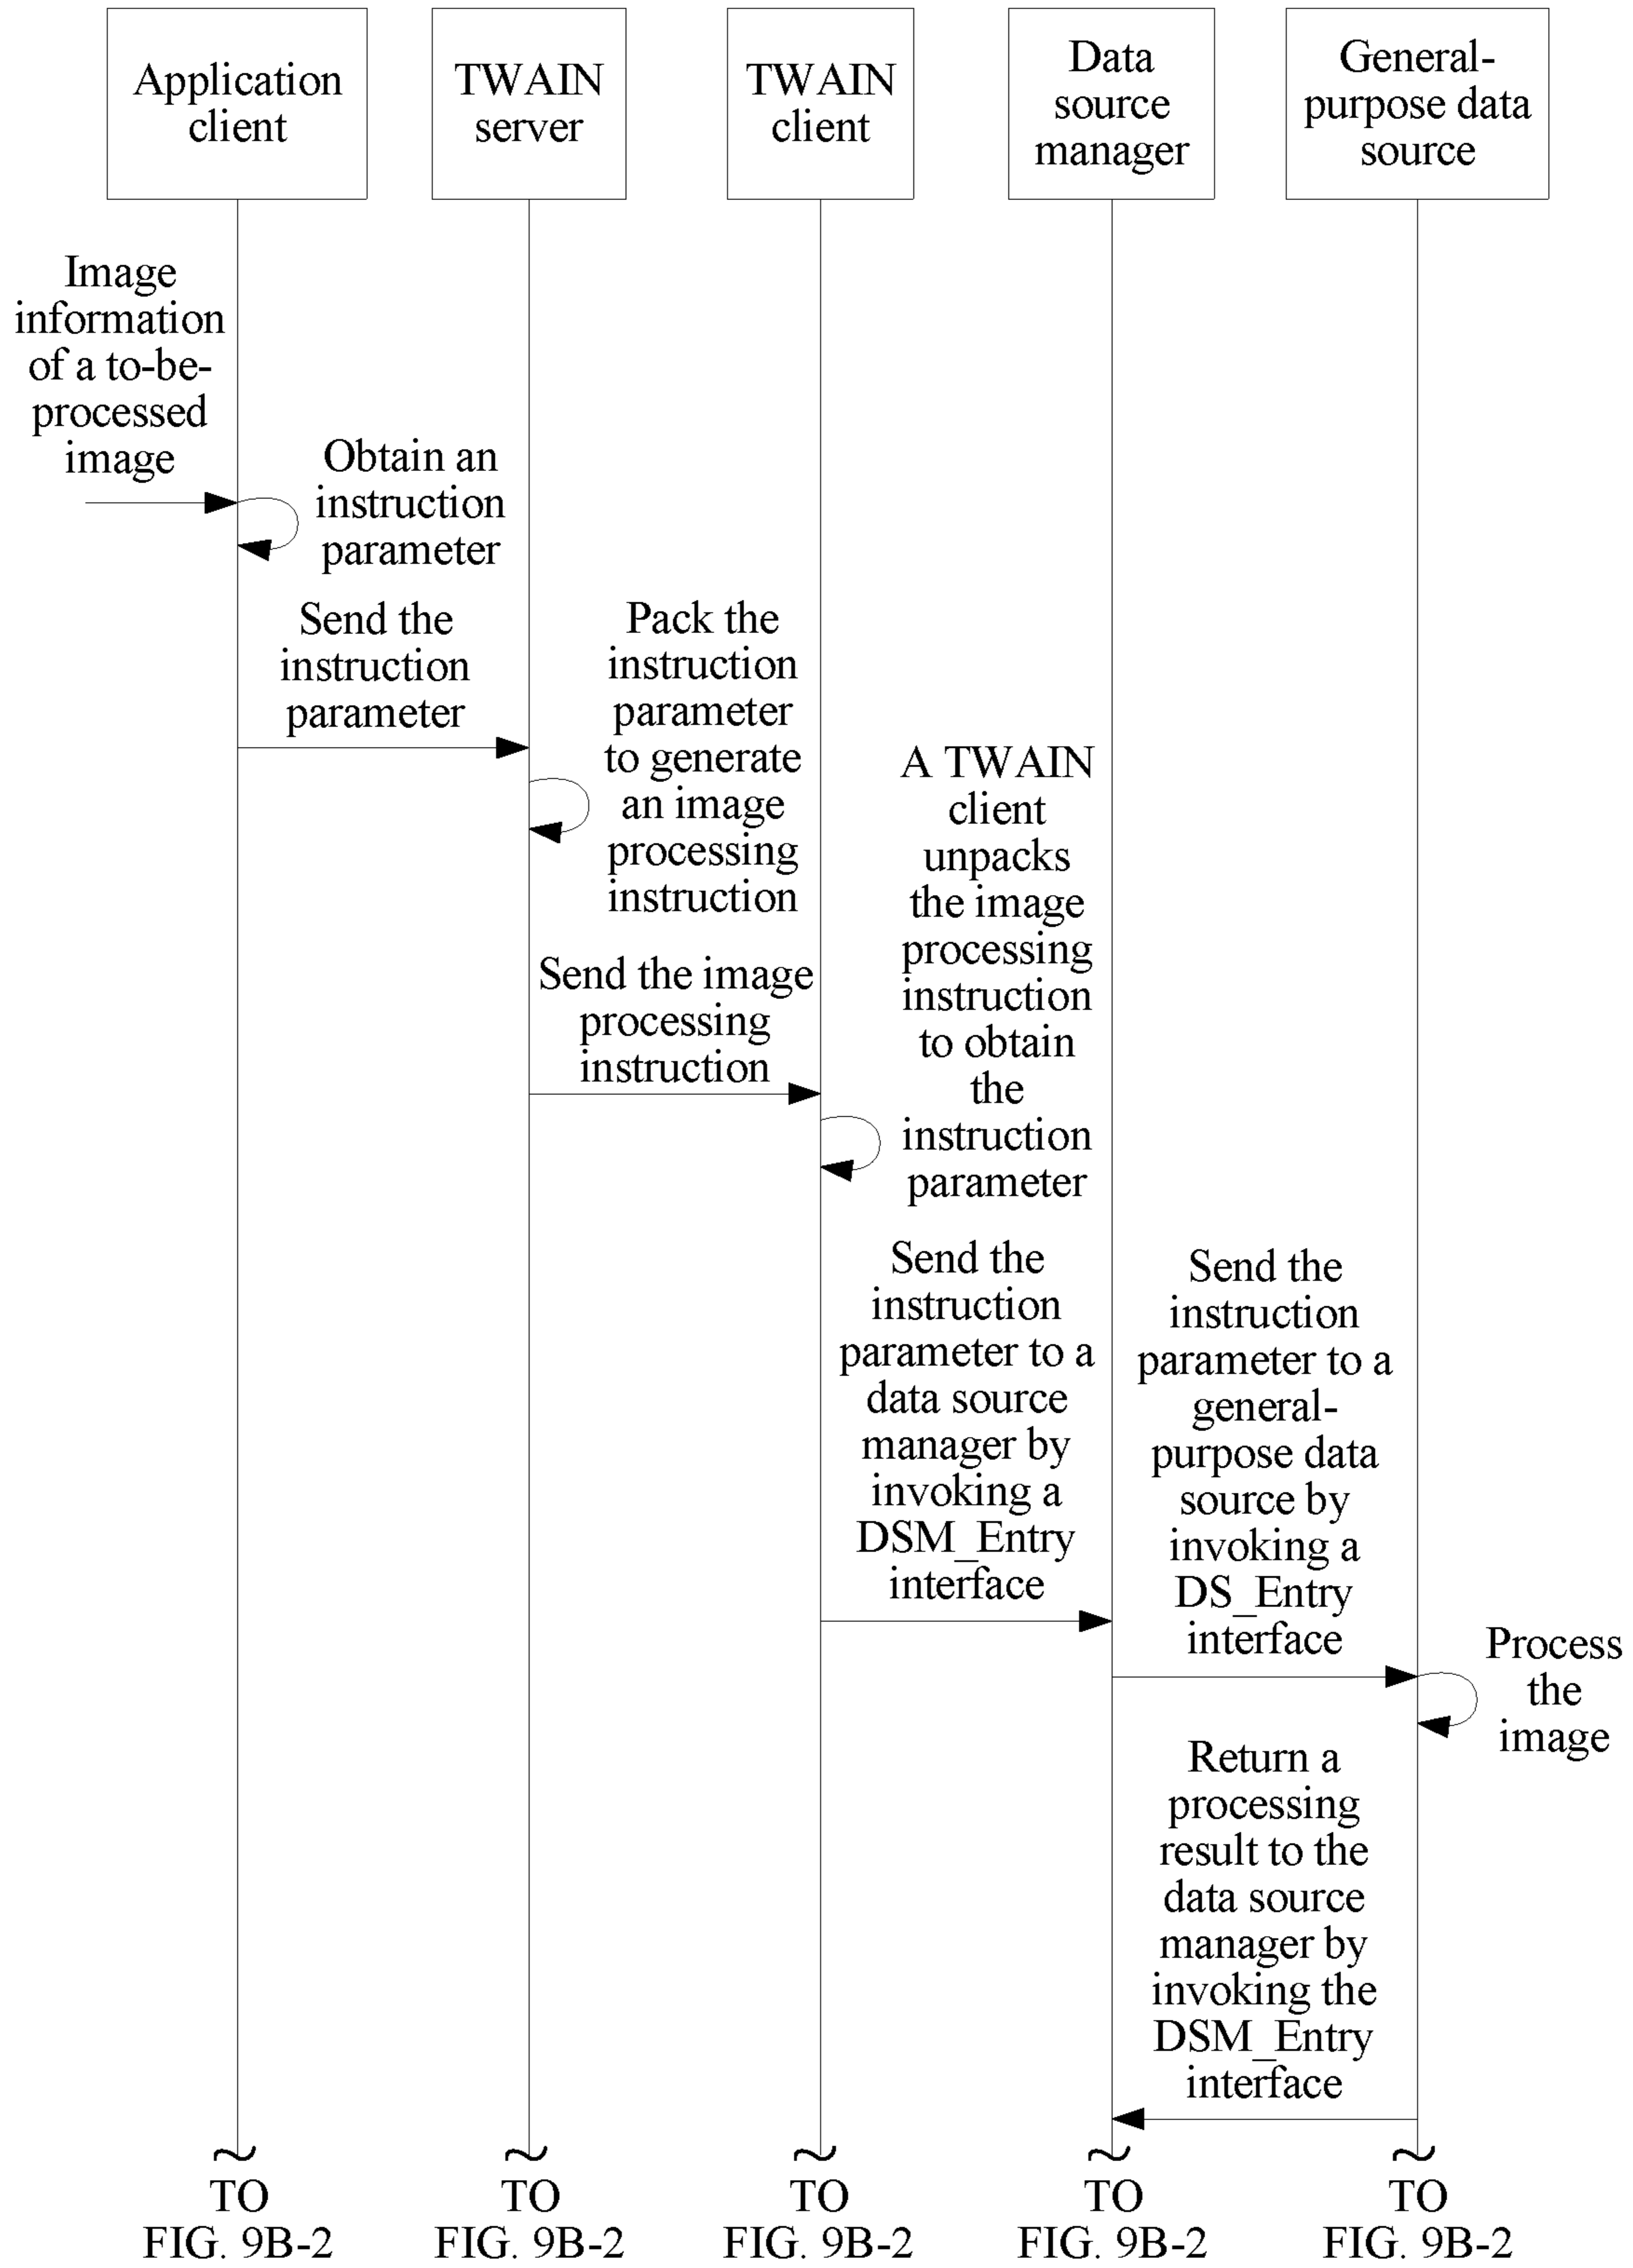 Application
client
TWAIN
server
TWAIN
client
Data
source
manager
General-
purpose data
source
Image
information
of a to-be-
processed
image
Obtain an
instruction
parameter
Send the
instruction
parameter
Pack the
instruction
parameter
to generate
an image
processing
instruction
Send the image
processing
instruction
A TWAIN
client
unpacks
the image
processing
instruction
to obtain
the
instruction
parameter
Send the
instruction
parameter to a
data source
manager by
invoking a
DSM_Entry
interface
Send the
instruction
parameter to a
general-
purpose data
source by
invoking a
DS_Entry
interface
Process
the
image
Return a
processing
result to the
data source
manager by
invoking the
DSM_Entry
interface
TO
FIG. 9B-2
TO
FIG. 9B-2
TO
FIG. 9B-2
TO
FIG. 9B-2
TO
FIG. 9B-2